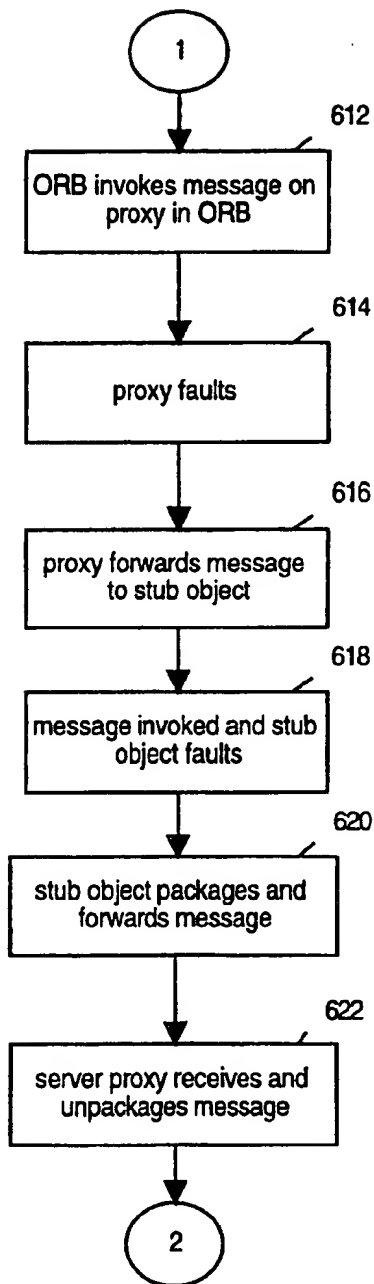 1
612
ORB invokes message on
proxy in ORB
614
proxy faults
616
proxy forwards message
to stub object
618
message invoked and stub
object faults
620
stub object packages and
forwards message
622
server proxy receives and
unpackages message
2